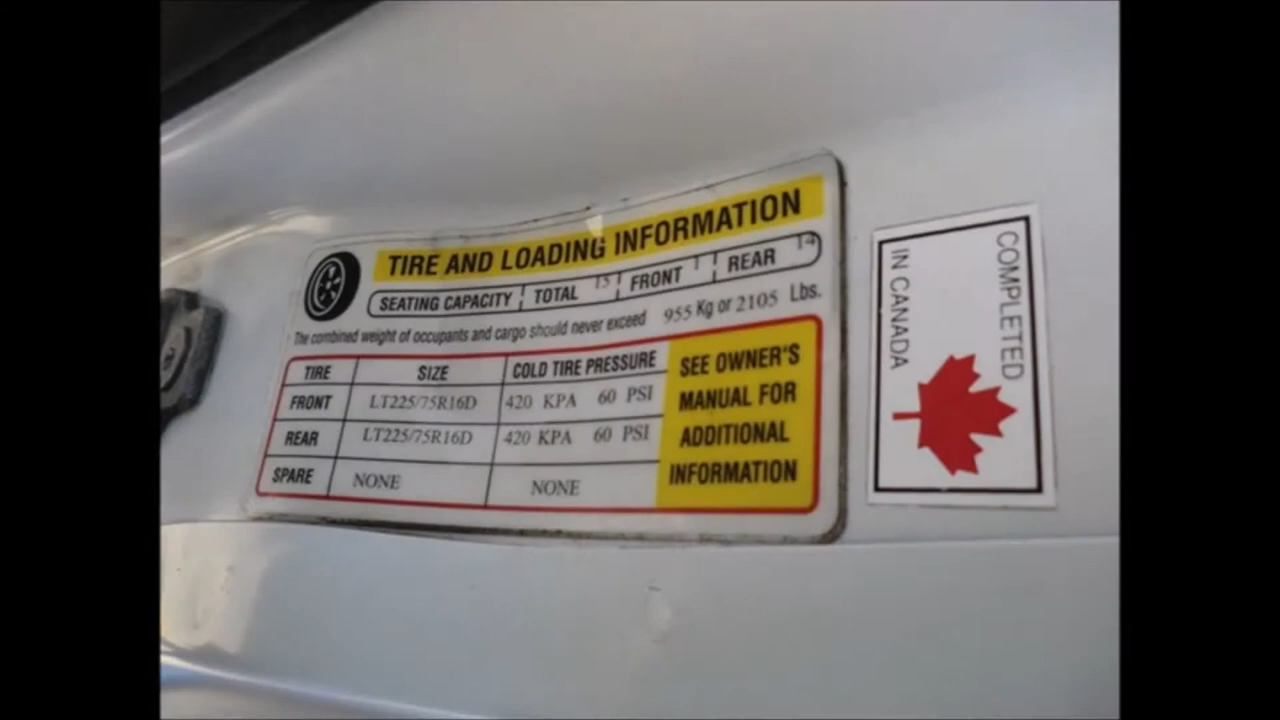 TIRE AND LOADING INFORMATION
SEATING CAPACITY TOTAL 15 FRONT 1 REAR 14
The combined weight of occupants and cargo should never exceed 955 Kg or 2105 Lbs.
TIRE SIZE COLD TIRE PRESSURE
FRONT LT225/75R16D 420 KPA 60 PSI
REAR LT225/75R16D 420 KPA 60 PSI
SPARE NONE NONE
SEE OWNER'S
MANUAL FOR
ADDITIONAL
INFORMATION
COMPLETED
IN CANADA